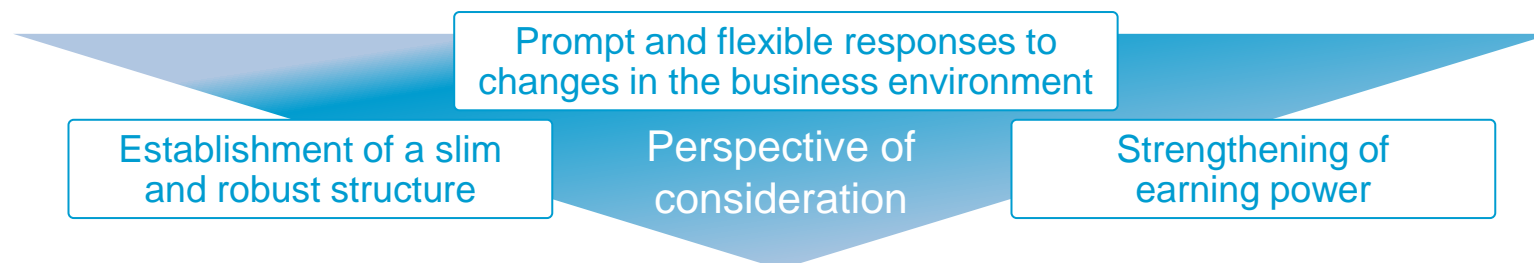 Prompt and flexible responses to
changes in the business environment
Establishment of a slim
and robust structure
Perspective of
consideration
Strengthening of
earning power